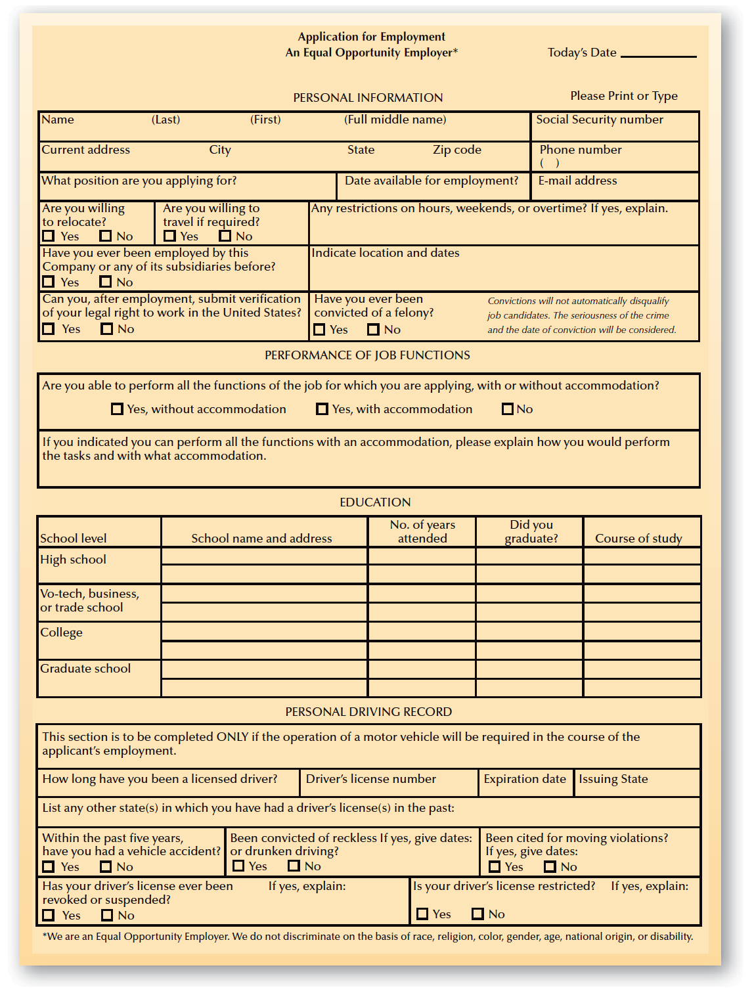 Application for Employment
An Equal Opportunity Employer*
Today's Date
PERSONAL INFORMATION
Please Print or Type
Name (Last) (First) (Full middle name)
Social Security number
Current address City State Zip code
Phone number
( )
What position are you applying for?
Date available for employment?
E-mail address
Are you willing
to relocate?
Yes No
Are you willing to
travel if required?
Yes No
Any restrictions on hours, weekends, or overtime? If yes, explain.
Have you ever been employed by this
Company or any of its subsidiaries before?
Yes No
Indicate location and dates
Can you, after employment, submit verification
of your legal right to work in the United States?
Yes No
Have you ever been
convicted of a felony?
Yes No
Convictions will not automatically disqualify
job candidates. The seriousness of the crime
and the date of conviction will be considered.
PERFORMANCE OF JOB FUNCTIONS
Are you able to perform all the functions of the job for which you are applying, with or without accommodation?
Yes, without accommodation Yes, with accommodation No
If you indicated you can perform all the functions with an accommodation, please explain how you would perform
the tasks and with what accommodation.
EDUCATION
School level
School name and address
No. of years
attended
Did you
graduate?
Course of study
High school
Vo-tech, business,
or trade school
College
Graduate school
PERSONAL DRIVING RECORD
This section is to be completed ONLY if the operation of a motor vehicle will be required in the course of the
applicant's employment.
How long have you been a licensed driver?
Driver's license number
Expiration date
Issuing State
List any other state(s) in which you have had a driver's license(s) in the past:
Within the past five years,
have you had a vehicle accident?
Yes No
Been convicted of reckless If yes, give dates:
or drunken driving?
Yes No
Been cited for moving violations?
If yes, give dates:
Yes No
Has your driver's license ever been If yes, explain:
revoked or suspended?
Yes No
Is your driver's license restricted? If yes, explain:
Yes No
*We are an Equal Opportunity Employer. We do not discriminate on the basis of race, religion, color, gender, age, national origin, or disability.